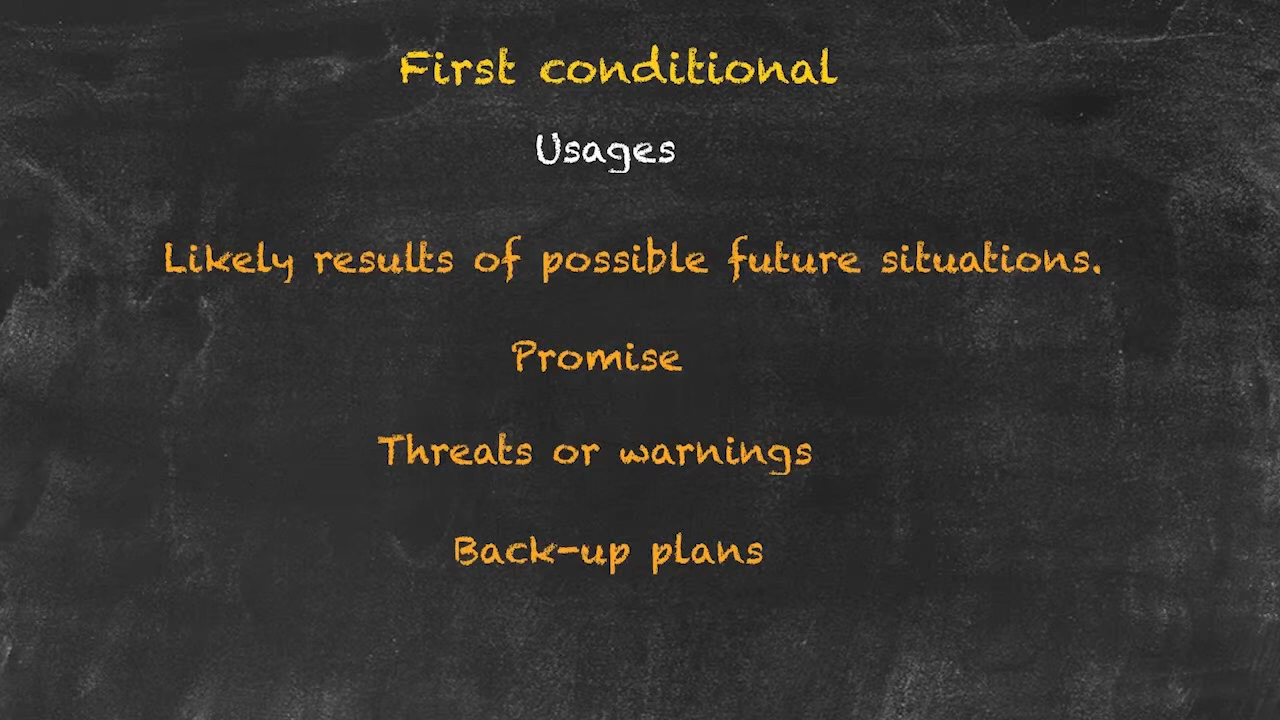 First conditional
Usages
Likely results of possible future situations.
Promise
Threats or warnings
Back-up plans